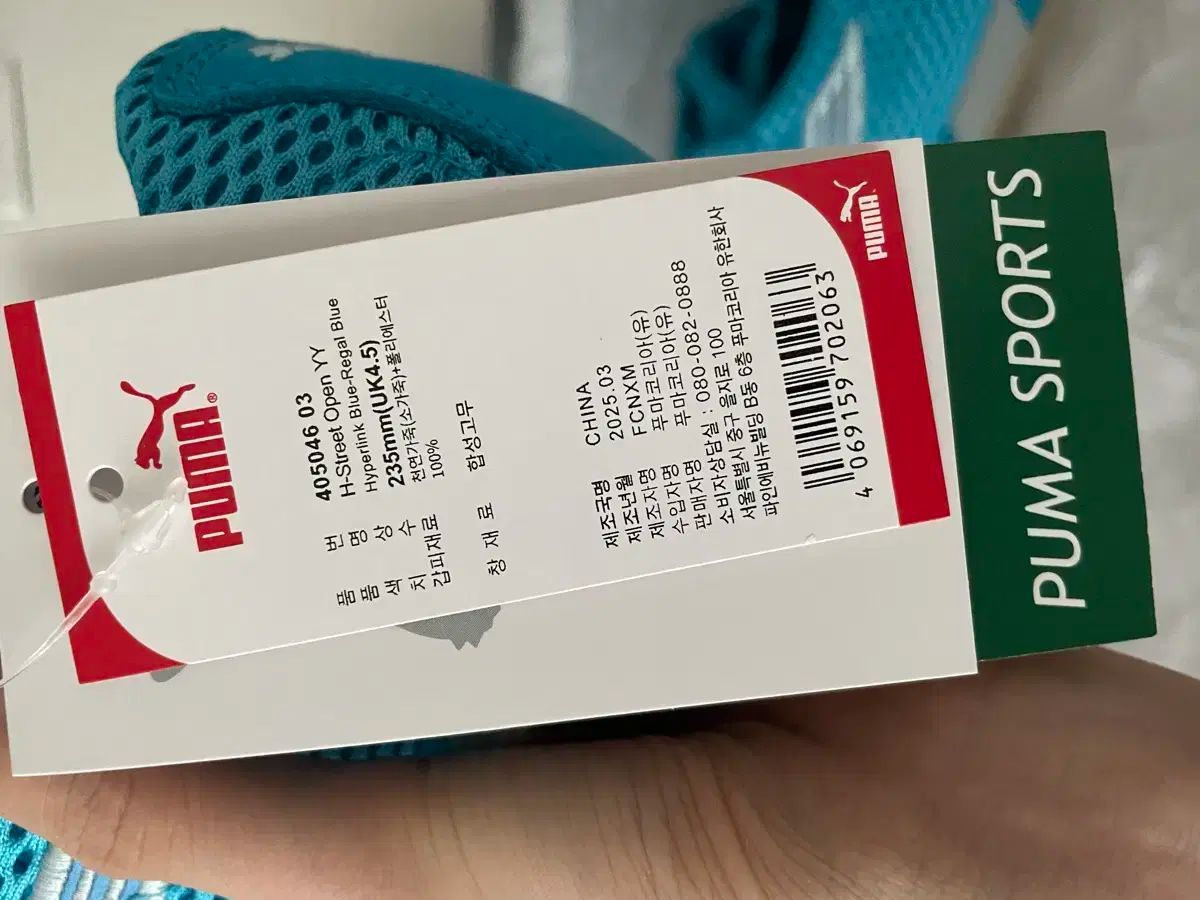 PUMA®
품 번 405046 03
품 명 H-Street Open YY
색 상 Hyperlink Blue-Regal Blue
치 수 235mm(UK4.5)
갑피재료 천연가죽(소가죽)+폴리에스터
100%
창 재 료 합성고무
제조국명 CHINA
제조년월 2025.03
제조자명 FCNXM
수입자명 푸마코리아(유)
판매자명 푸마코리아(유)
소비자상담실 : 080-082-0888
서울특별시 중구 을지로 100
파인애비뉴빌딩 B동 6층 푸마코리아 유한회사
4 069159 702063
PUMA
PUMA SPORTS